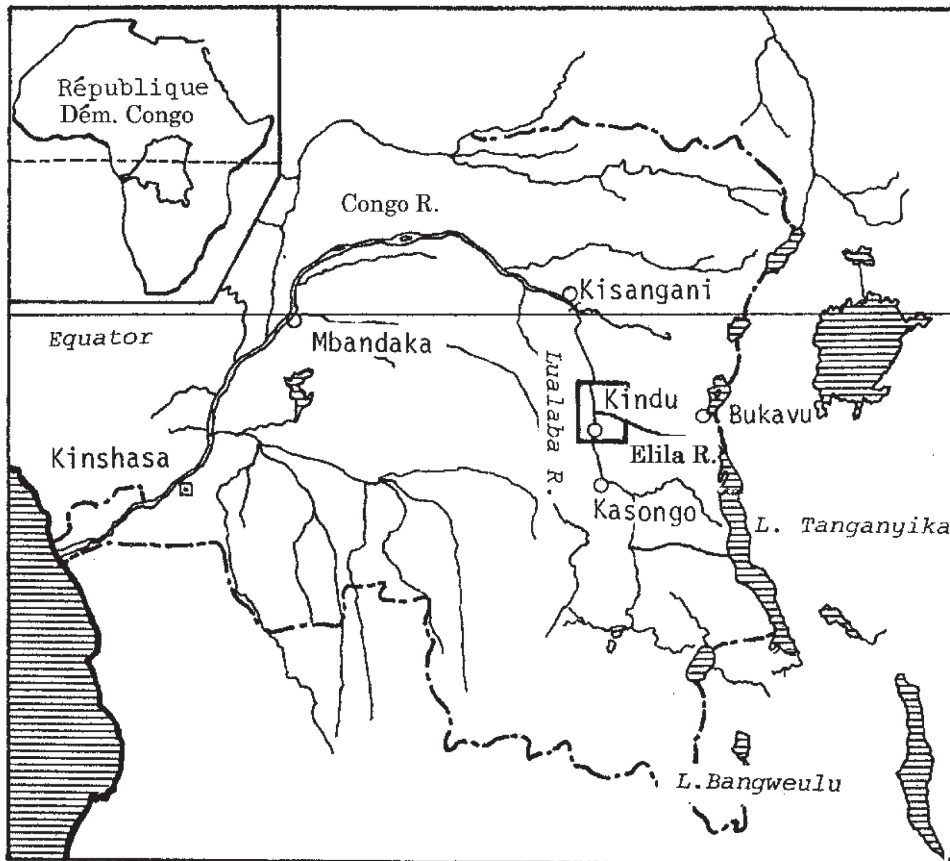 République
Dém. Congo
Congo R.
Kisangani
Equator
Mbandaka
Lualaba R.
Kindu
Bukavu
Kinshasa
Elila R.
Kasongo
L. Tanganyika
L.Bangweulu